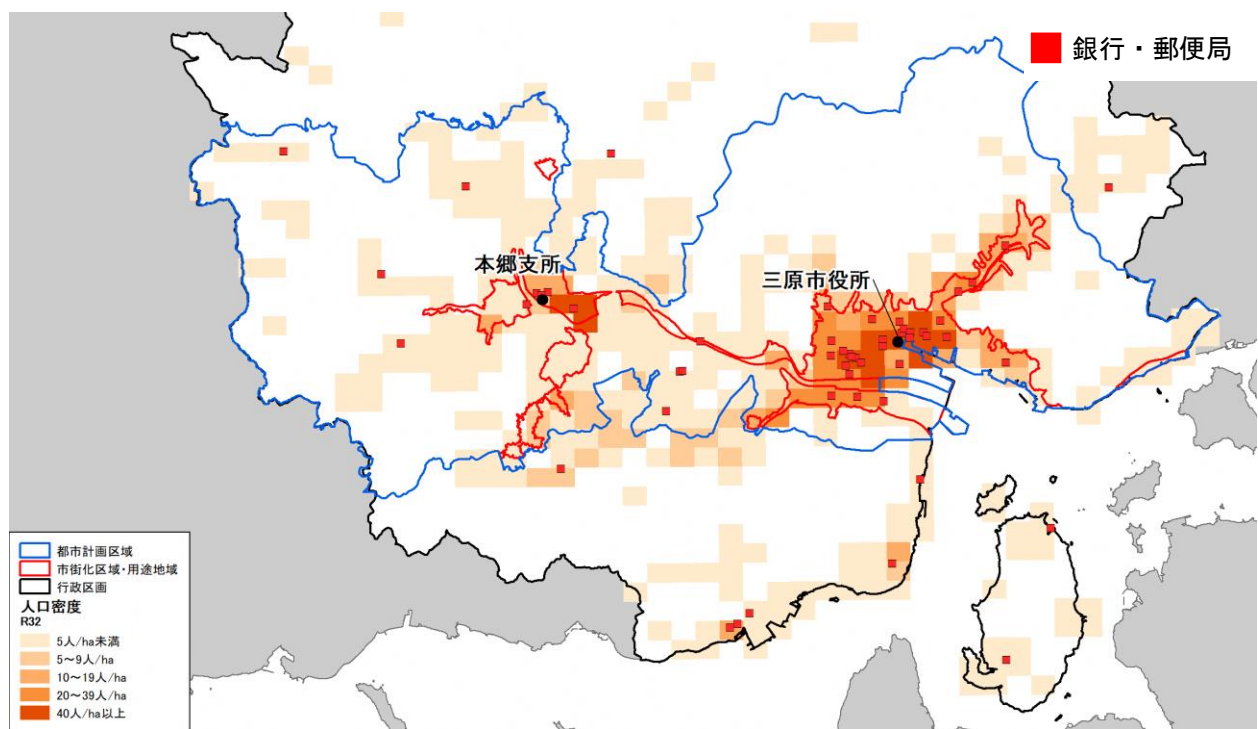 銀行・郵便局
本郷支所
三原市役所
都市計画区域
市街化区域・用途地域
行政区画
人口密度
R32
5人/ha未満
5～9人/ha
10～19人/ha
20～39人/ha
40人/ha以上